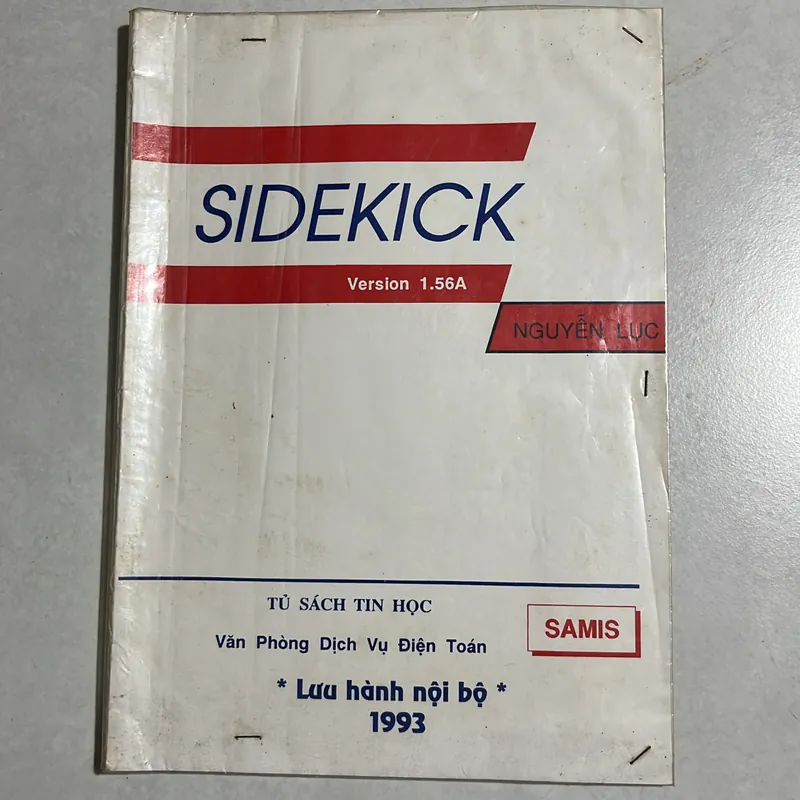 SIDEKICK
Version 1.56A
NGUYỄN LỤC
TỦ SÁCH TIN HỌC
Văn Phòng Dịch Vụ Điện Toán
SAMIS
* Lưu hành nội bộ *
1993